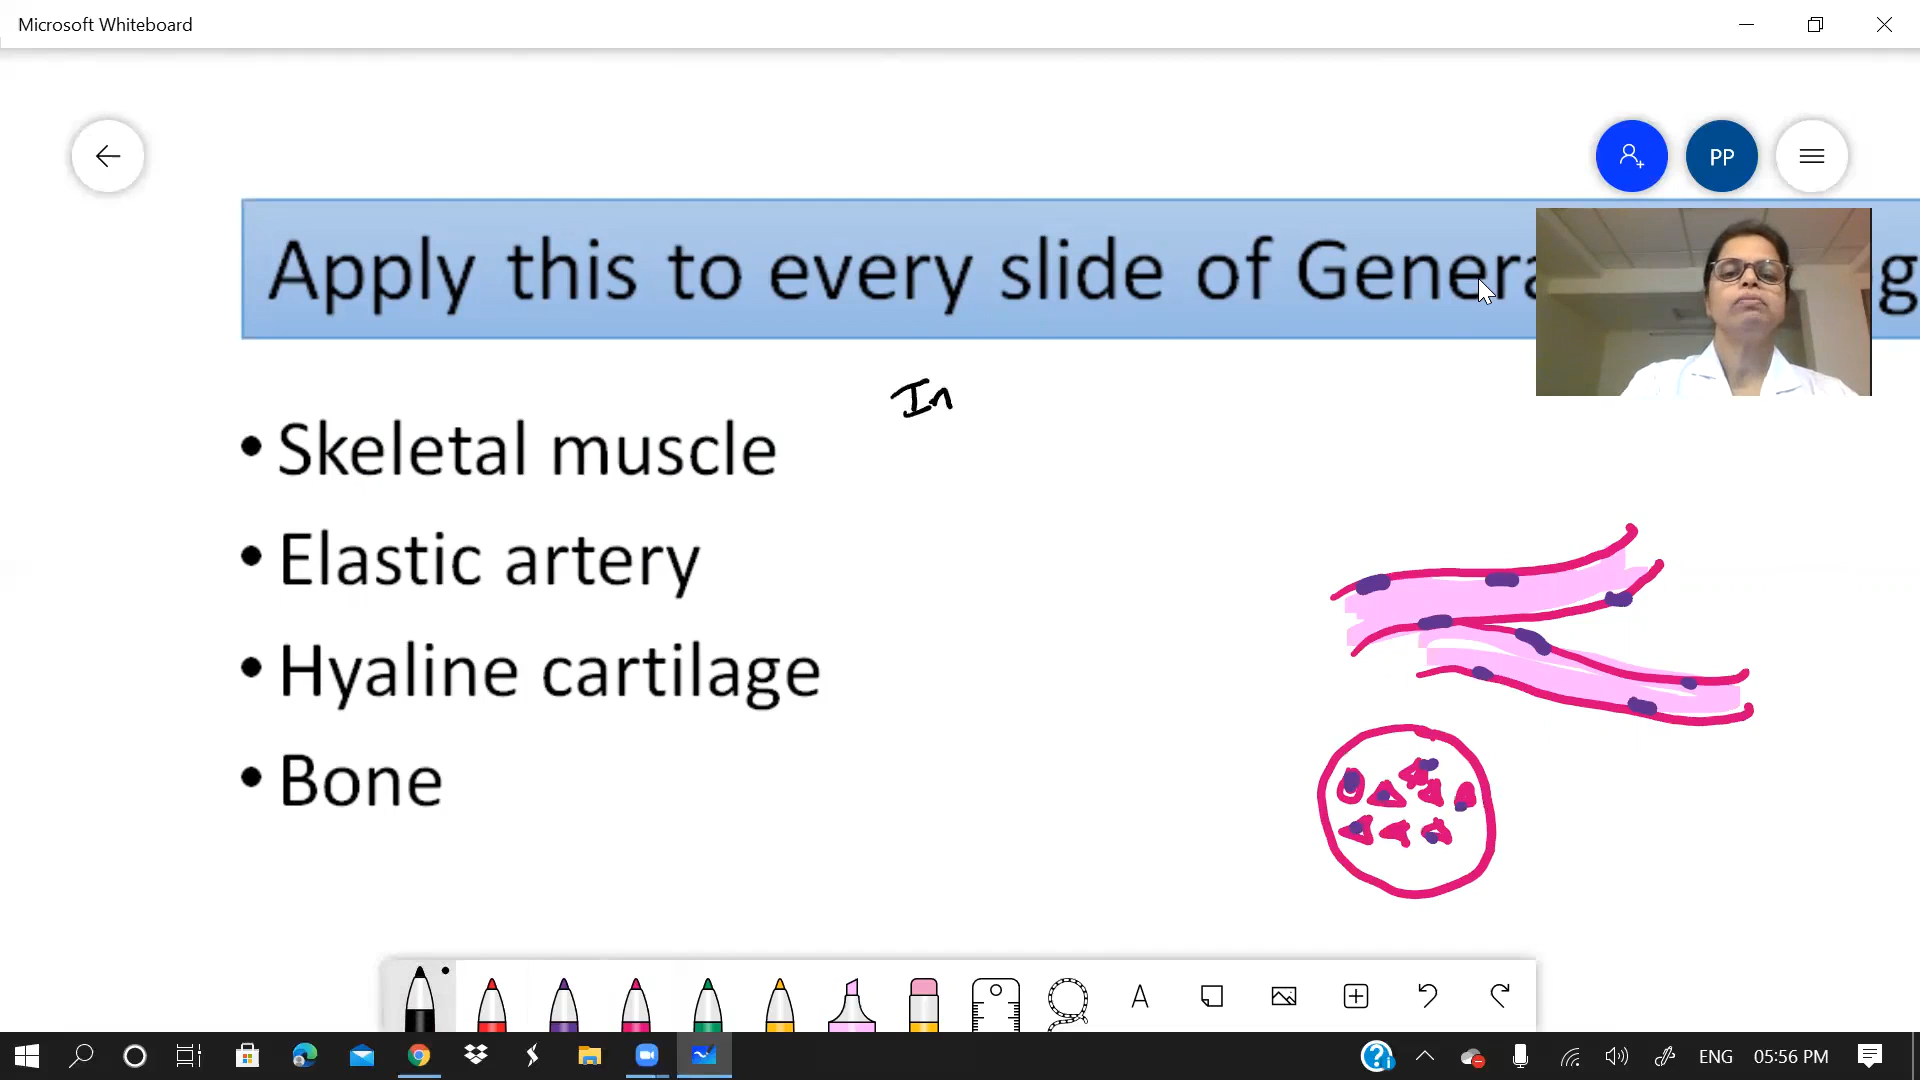 Microsoft Whiteboard
PP
Apply this to every slide of Genera g
In
• Skeletal muscle
• Elastic artery
• Hyaline cartilage
• Bone
A
ENG 05:56 PM